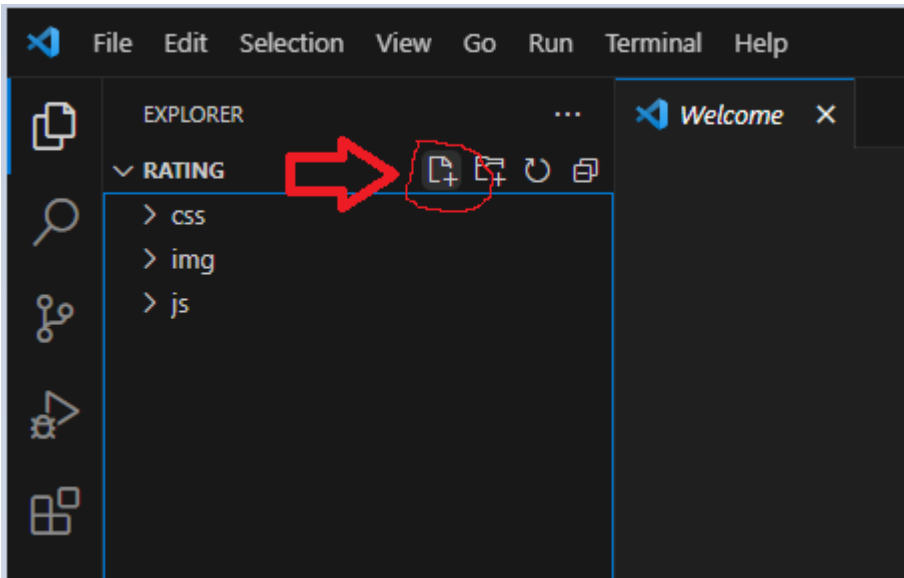 File Edit Selection View Go Run Terminal Help
EXPLORER ... Welcome
RATING
css
img
js